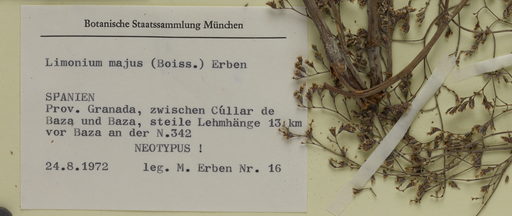 Botanische Staatssammlung München
Limonium majus (Boiss.) Erben
SPANIEN
Prov. Granada, zwischen Cúllar de
Baza und Baza, steile Lehmhänge 13 km
vor Baza an der N.342
NEOTYPUS !
24.8.1972 leg. M. Erben Nr. 16